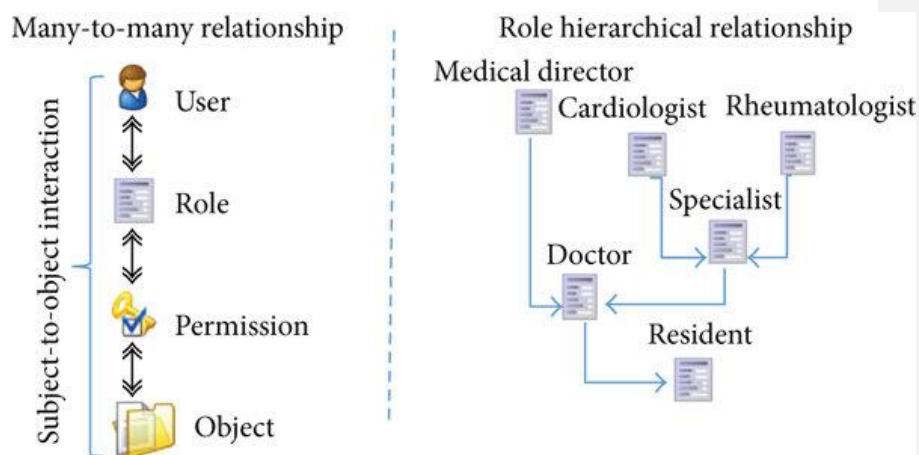 Many-to-many relationship
Subject-to-object interaction
User
Role
Permission
Object
Role hierarchical relationship
Medical director
Cardiologist
Rheumatologist
Specialist
Doctor
Resident